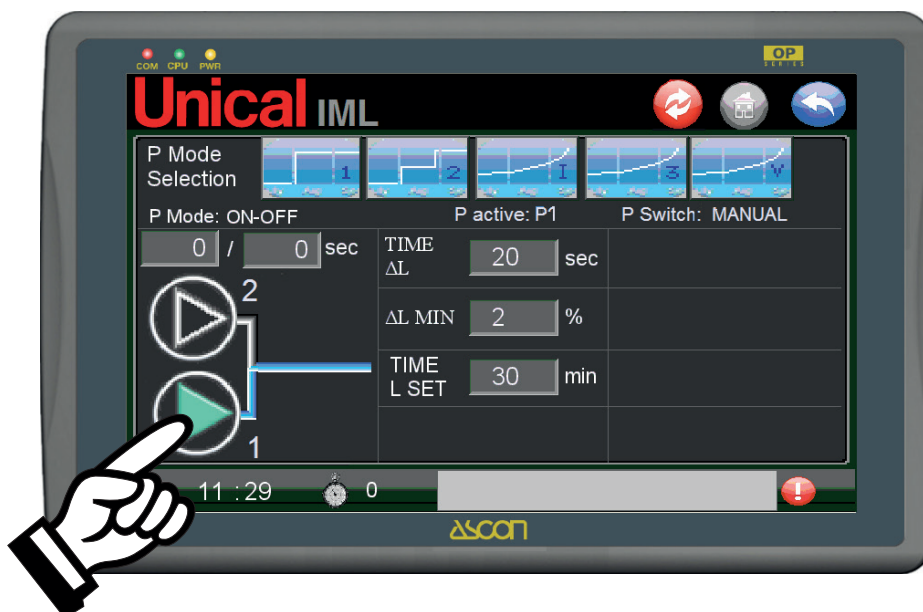 COM CPU PWR
OP
SERIES
Unical IML
P Mode
Selection
1 2 I 3 V
P Mode: ON-OFF P active: P1 P Switch: MANUAL
0 / 0 sec
TIME
ΔL 20 sec
2
ΔL MIN 2 %
TIME
L SET 30 min
1
11 :29 0
!
ascon